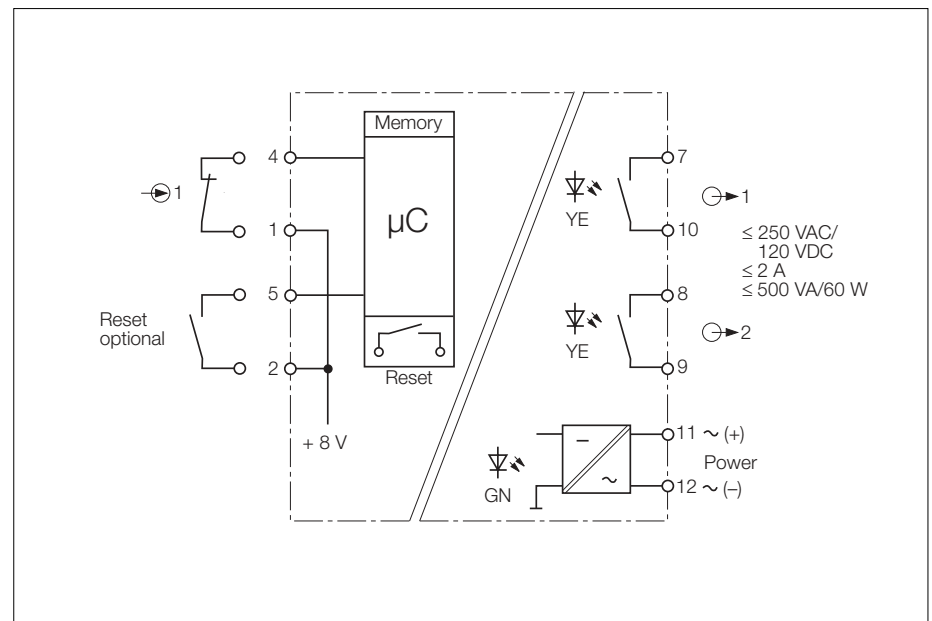 Memory
4
7
1
µC
YE
1
1
10
≤ 250 VAC/
120 VDC
≤ 2 A
≤ 500 VA/60 W
5
8
Reset
optional
YE
2
2
9
Reset
+ 8 V
11 ~ (+)
Power
GN
12 ~ (–)